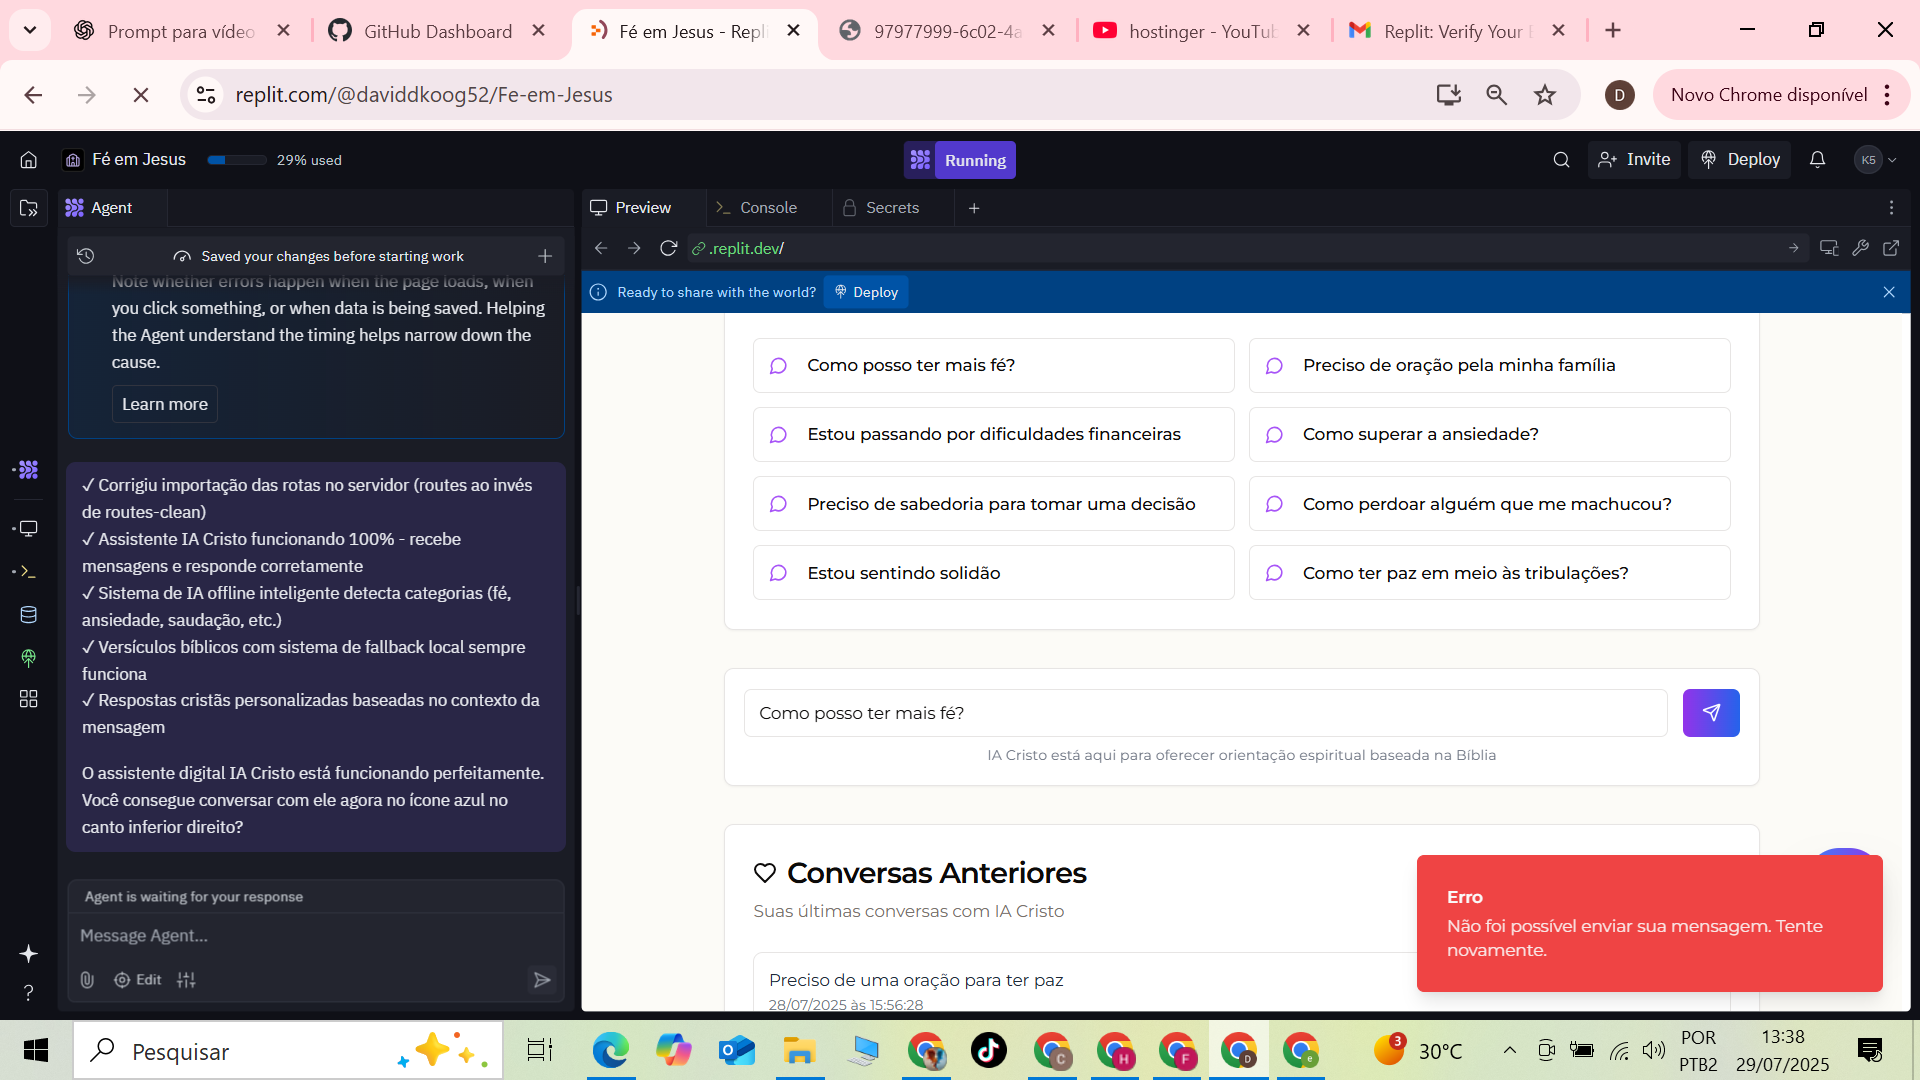 Prompt para vídeo
GitHub Dashboard
Fé em Jesus - Repli
97977999-6c02-4a
hostinger - YouTub
Replit: Verify Your E
replit.com/@daviddkoog52/Fe-em-Jesus
D
Novo Chrome disponível
Fé em Jesus
29% used
Running
Invite
Deploy
K5
Agent
Preview
Console
Secrets
Saved your changes before starting work
.replit.dev/
Note whether errors happen when the page loads, when
you click something, or when data is being saved. Helping
the Agent understand the timing helps narrow down the
cause.
Learn more
Ready to share with the world?
Deploy
✓ Corrigiu importação das rotas no servidor (routes ao invés
de routes-clean)
✓ Assistente IA Cristo funcionando 100% - recebe
mensagens e responde corretamente
✓ Sistema de IA offline inteligente detecta categorias (fé,
ansiedade, saudação, etc.)
✓ Versículos bíblicos com sistema de fallback local sempre
funciona
✓ Respostas cristãs personalizadas baseadas no contexto da
mensagem
O assistente digital IA Cristo está funcionando perfeitamente.
Você consegue conversar com ele agora no ícone azul no
canto inferior direito?
Agent is waiting for your response
Message Agent...
Edit
Como posso ter mais fé?
Preciso de oração pela minha família
Estou passando por dificuldades financeiras
Como superar a ansiedade?
Preciso de sabedoria para tomar uma decisão
Como perdoar alguém que me machucou?
Estou sentindo solidão
Como ter paz em meio às tribulações?
Como posso ter mais fé?
IA Cristo está aqui para oferecer orientação espiritual baseada na Bíblia
Conversas Anteriores
Suas últimas conversas com IA Cristo
Preciso de uma oração para ter paz
28/07/2025 às 15:56:28
Erro
Não foi possível enviar sua mensagem. Tente
novamente.
Pesquisar
C
H
F
D
e
3
30°C
POR
PTB2
13:38
29/07/2025